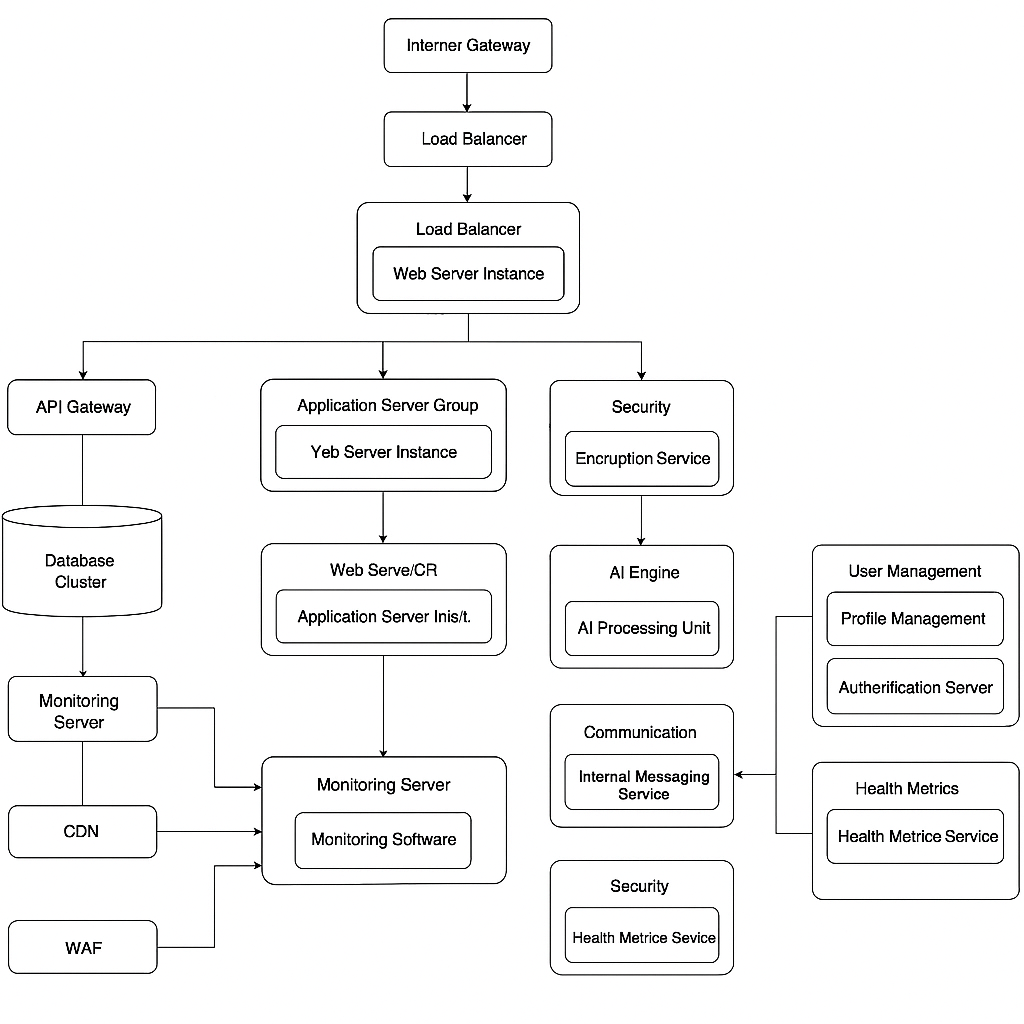 Interner Gateway
Load Balancer
Load Balancer
Web Server Instance
API Gateway
Application Server Group
Yeb Server Instance
Security
Encruption Service
Database
Cluster
Web Serve/CR
Application Server Inis/t.
AI Engine
AI Processing Unit
User Management
Profile Management
Autherification Server
Monitoring
Server
Communication
Internal Messaging
Service
Monitoring Server
Monitoring Software
Health Metrics
Health Metrice Service
CDN
Security
Health Metrice Sevice
WAF